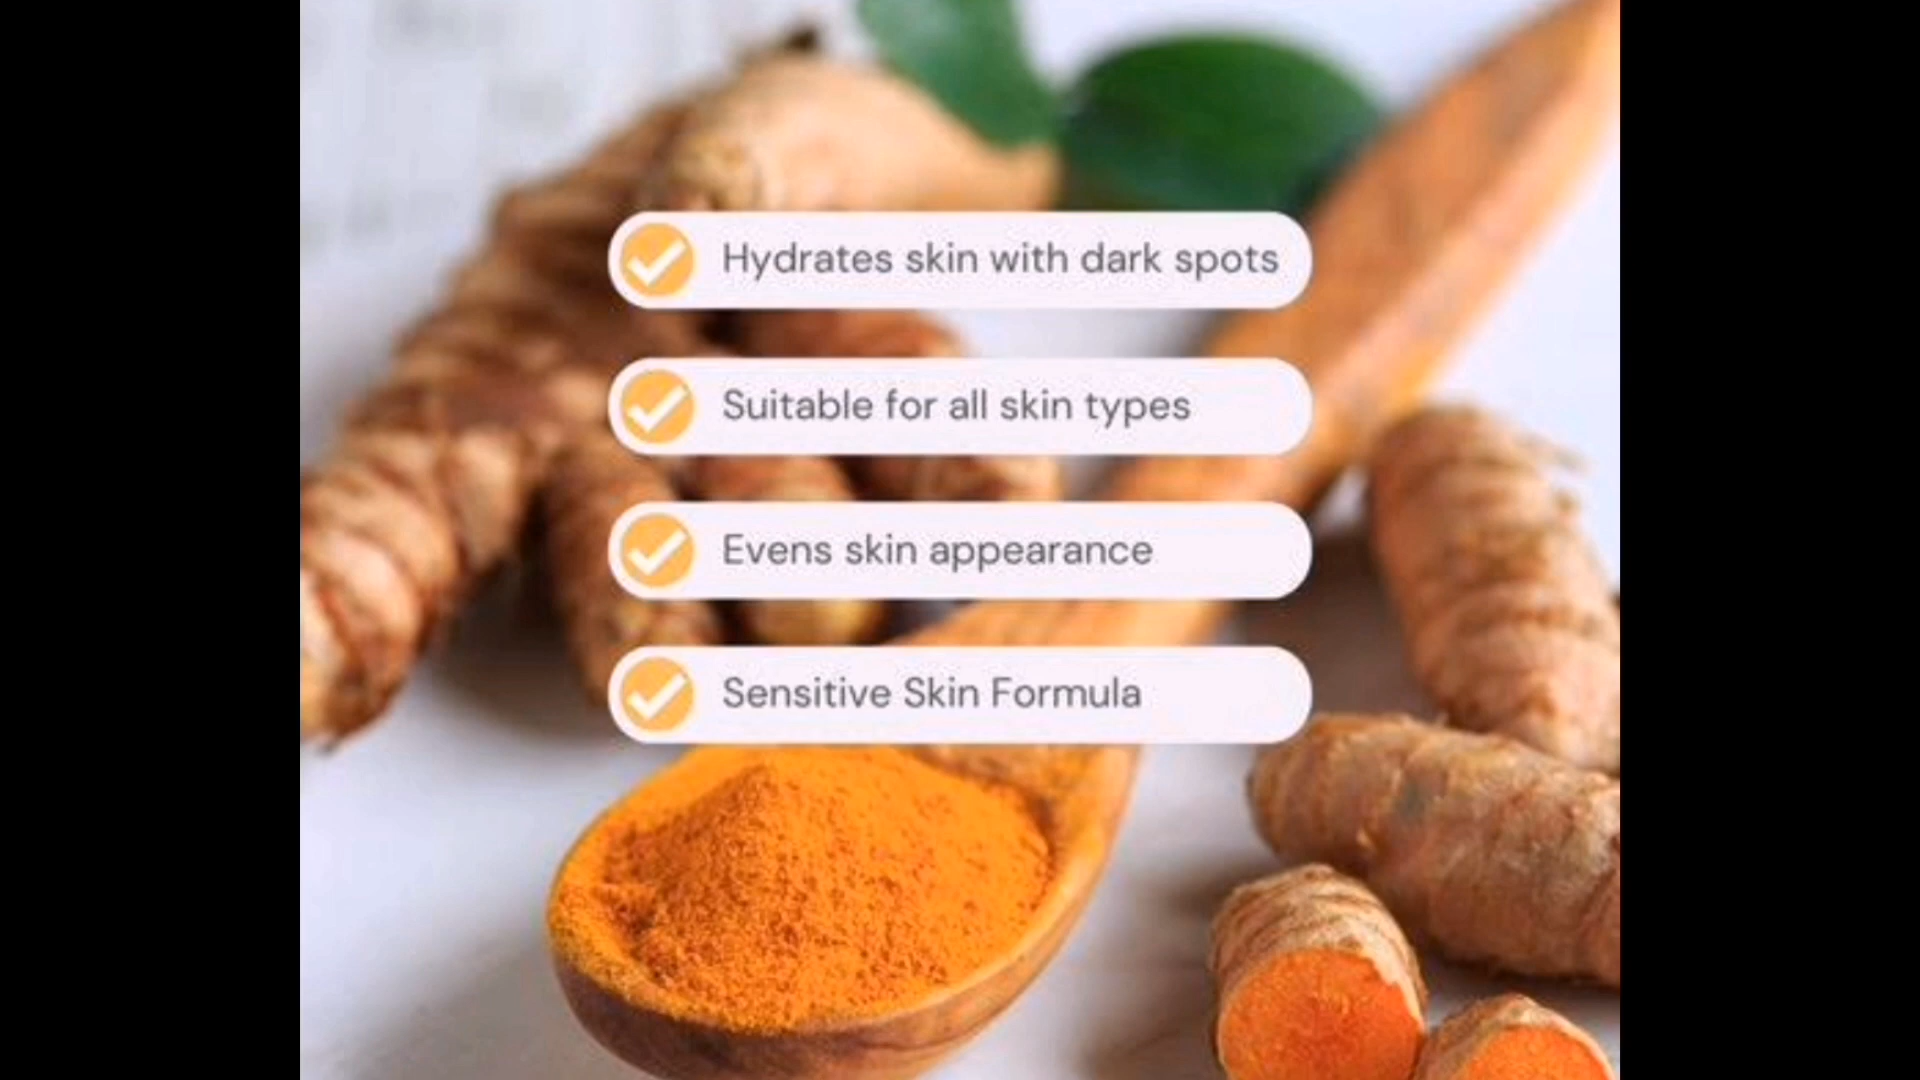 Hydrates skin with dark spots
Suitable for all skin types
Evens skin appearance
Sensitive Skin Formula